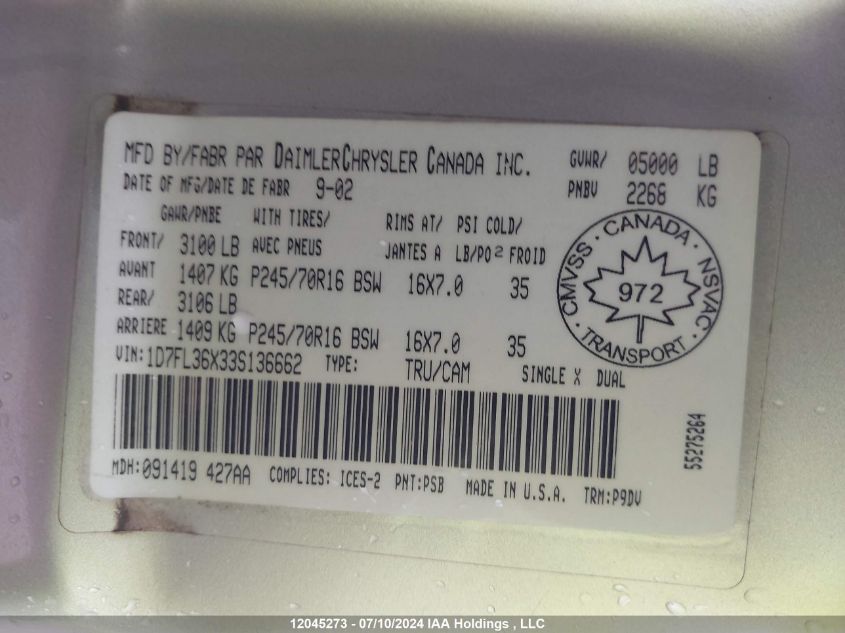 MFD BY/FABR PAR DAIMLERCHRYSLER CANADA INC.
GVWR/ 05000 LB
DATE OF MFG/DATE DE FABR 9-02
PNBV 2268 KG
GAWR/PNBE WITH TIRES/ RIMS AT/ PSI COLD/
FRONT/ 3100 LB AVEC PNEUS JANTES A LB/PO2 FROID
AVANT 1407 KG P245/70R16 BSW 16X7.0 35
REAR/ 3106 LB
ARRIERE 1409 KG P245/70R16 BSW 16X7.0 35
CANADA
CMVSS
NSVAC
972
TRANSPORT
VIN:1D7FL36X33S136662 TYPE: TRU/CAM SINGLE X DUAL
55275264
MDH:091419 427AA COMPLIES: ICES-2 PNT:PSB MADE IN U.S.A. TRM:P9DV
12045273 - 07/10/2024 IAA Holdings , LLC